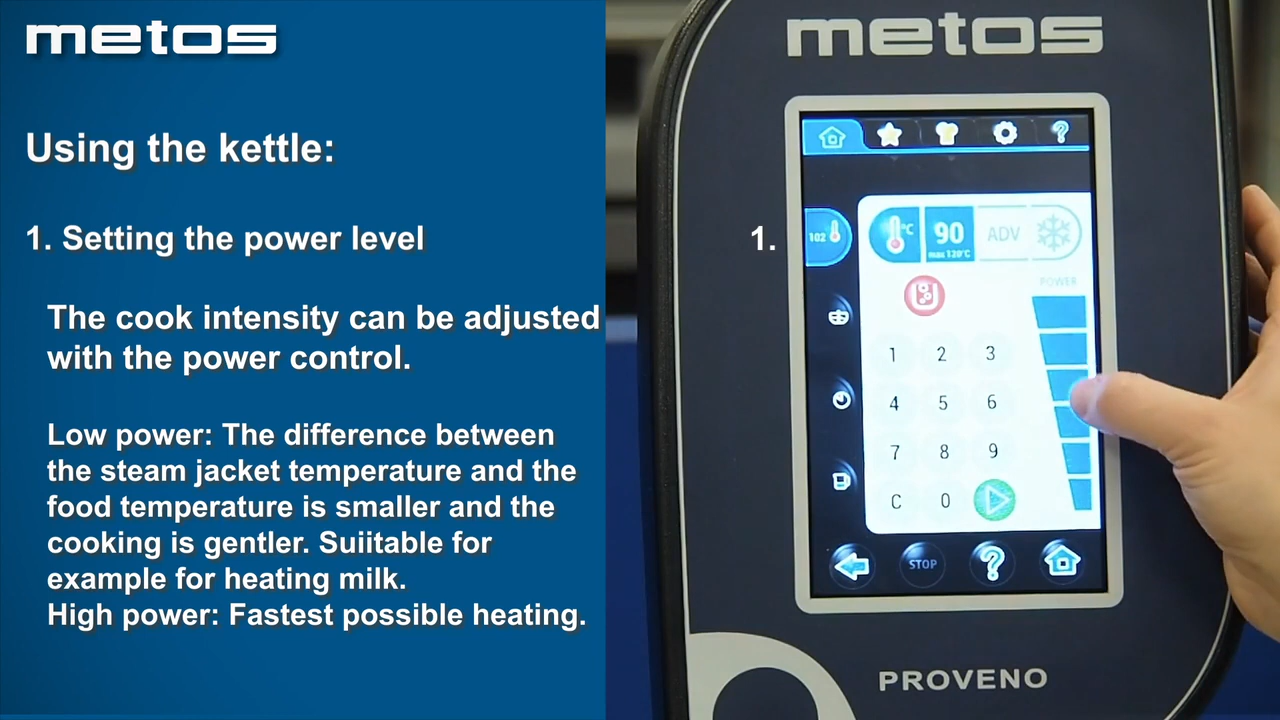 metos
Using the kettle:
1. Setting the power level
The cook intensity can be adjusted
with the power control.
Low power: The difference between
the steam jacket temperature and the
food temperature is smaller and the
cooking is gentler. Suiitable for
example for heating milk.
High power: Fastest possible heating.
1.
metos
?
102
°C
90
max 120°C
ADV
POWER
1 2 3
4 5 6
7 8 9
C 0
STOP
?
PROVENO